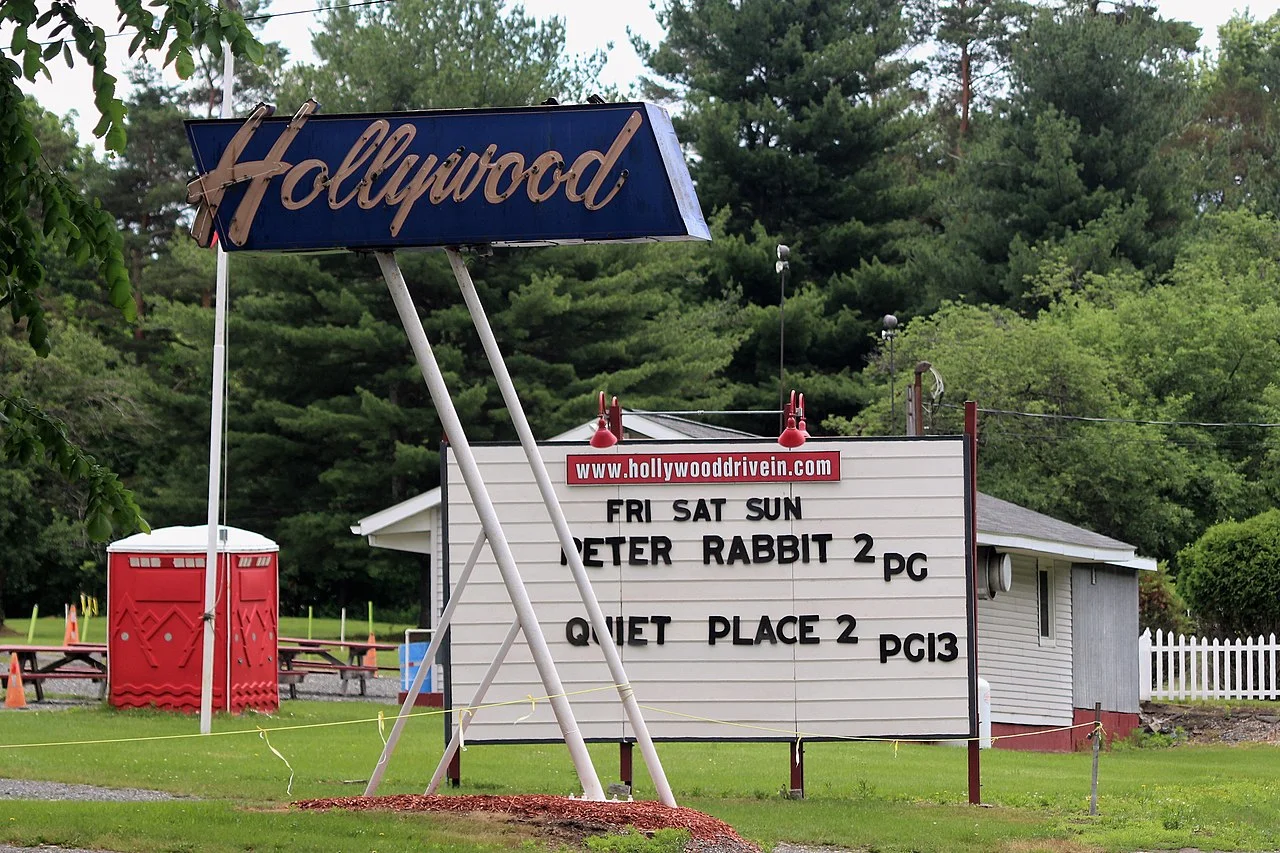 Hollywood
www.hollywooddrivein.com
FRI SAT SUN
PETER RABBIT 2 PG
QUIET PLACE 2 PG13